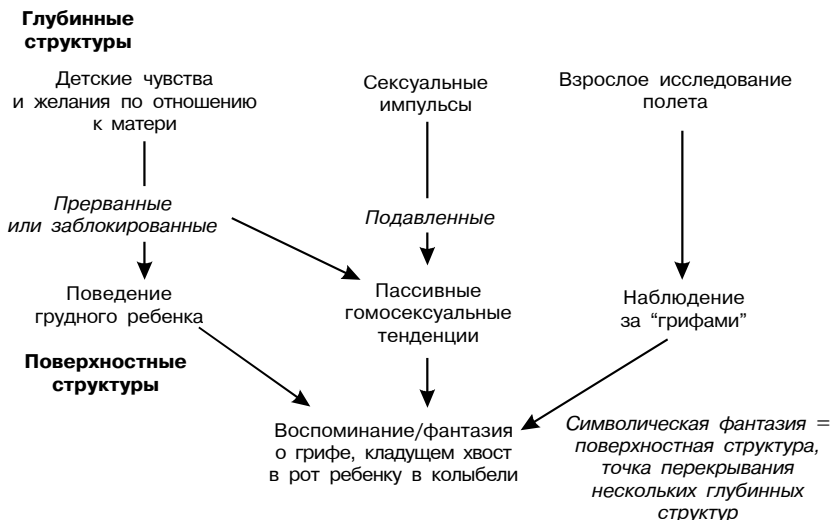 Глубинные
структуры
Детские чувства
и желания по отношению
к матери
Сексуальные
импульсы
Взрослое исследование
полета
Прерванные
или заблокированные
Подавленные
Поведение
грудного ребенка
Пассивные
гомосексуальные
тенденции
Наблюдение
за “грифами”
Поверхностные
структуры
Воспоминание/фантазия
о грифе, кладущем хвост
в рот ребенку в колыбели
Символическая фантазия =
поверхностная структура,
точка перекрывания
нескольких глубинных
структур